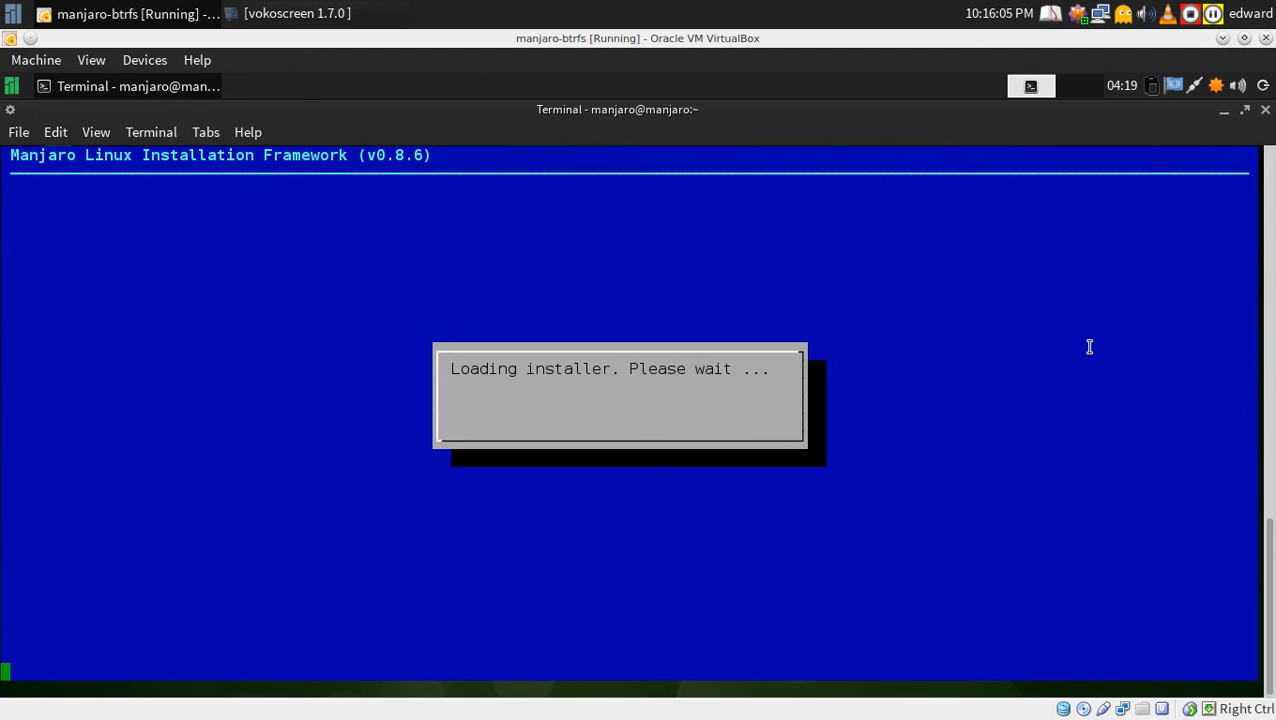 manjaro-btrfs [Running] -...
[vokoscreen 1.7.0 ]
10:16:05 PM
edward
manjaro-btrfs [Running] - Oracle VM VirtualBox
Machine View Devices Help
Terminal - manjaro@man...
04:19
Terminal - manjaro@manjaro:~
File Edit View Terminal Tabs Help
Manjaro Linux Installation Framework (v0.8.6)
Loading installer. Please wait ...
Right Ctrl